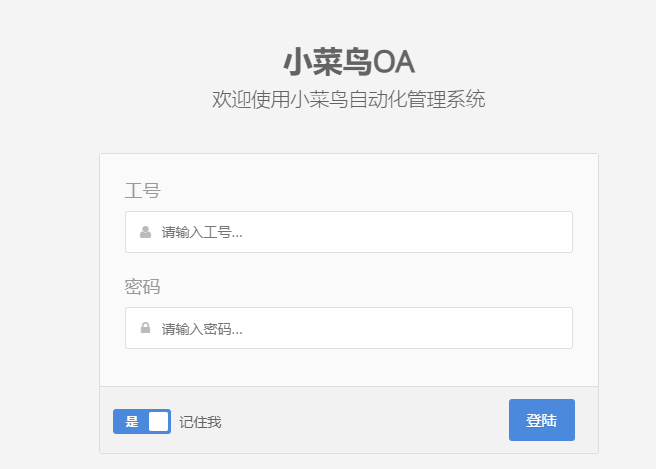 小菜鸟OA
欢迎使用小菜鸟自动化管理系统
工号
请输入工号...
密码
请输入密码...
是 记住我
登陆